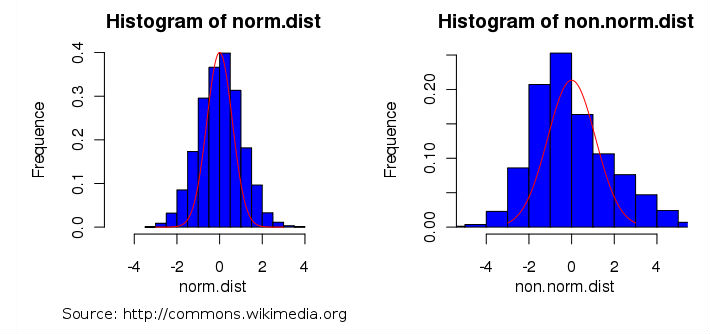 Histogram of norm.dist
Frequence
0.0 0.1 0.2 0.3 0.4
-4 -2 0 2 4
norm.dist
Histogram of non.norm.dist
Frequence
0.00 0.10 0.20
-4 -2 0 2 4
non.norm.dist
Source: http://commons.wikimedia.org